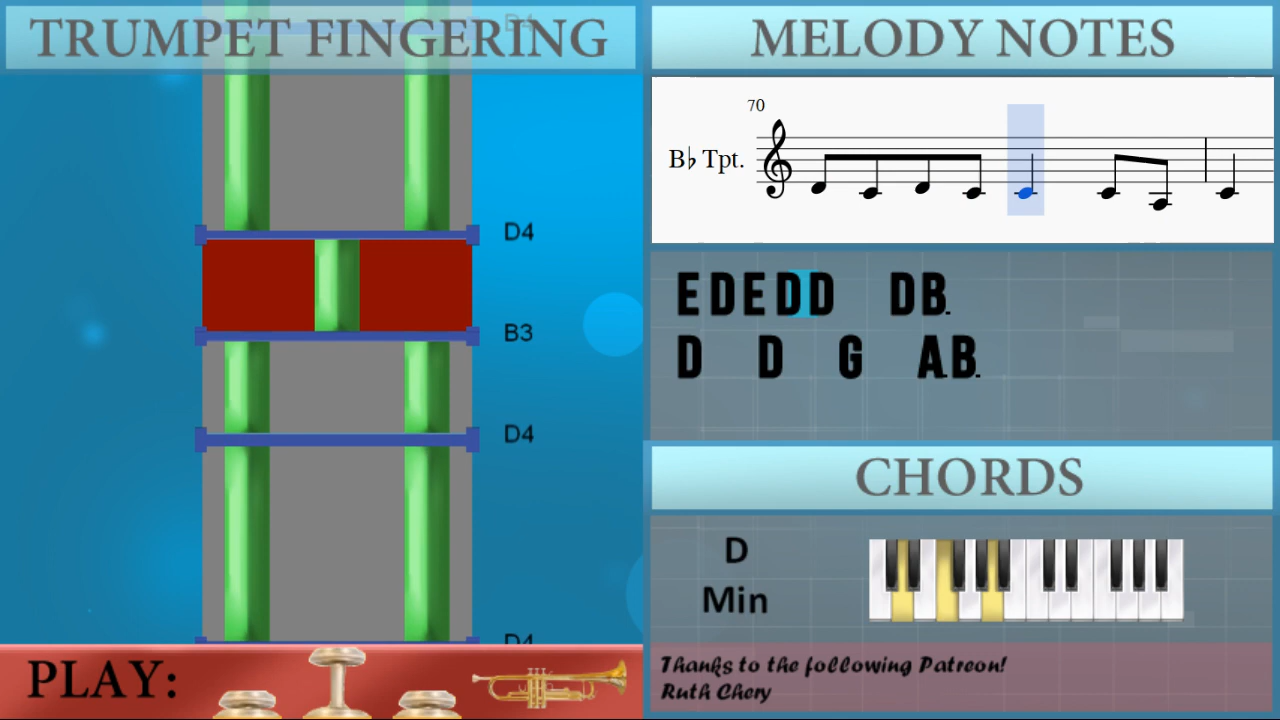 TRUMPET FINGERING
D4
D4
B3
D4
D4
PLAY:
MELODY NOTES
70
B♭ Tpt.
E D E D D D B.
D D G A.B.
CHORDS
D
Min
Thanks to the following Patreon!
Ruth Chery